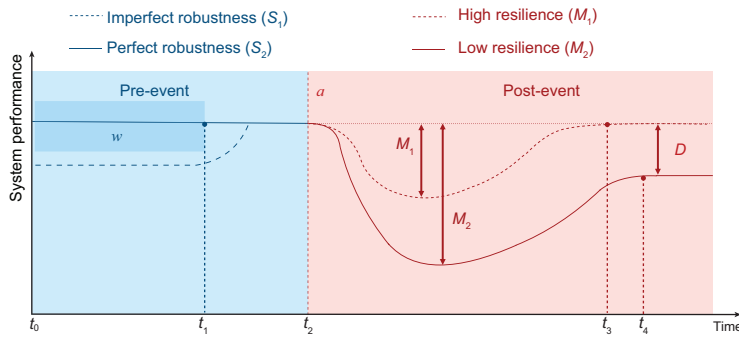 Imperfect robustness (S1)
High resilience (M1)
Perfect robustness (S2)
Low resilience (M2)
System performance
Pre-event
a
Post-event
w
M1
D
M2
t0
t1
t2
t3
t4
Time